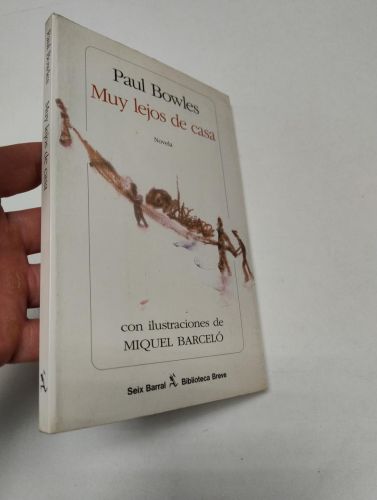 Paul Bowles
Muy lejos de casa
Novela
con ilustraciones de
MIQUEL BARCELÓ
Seix Barral Biblioteca Breve
Paul Bowles Muy lejos de casa